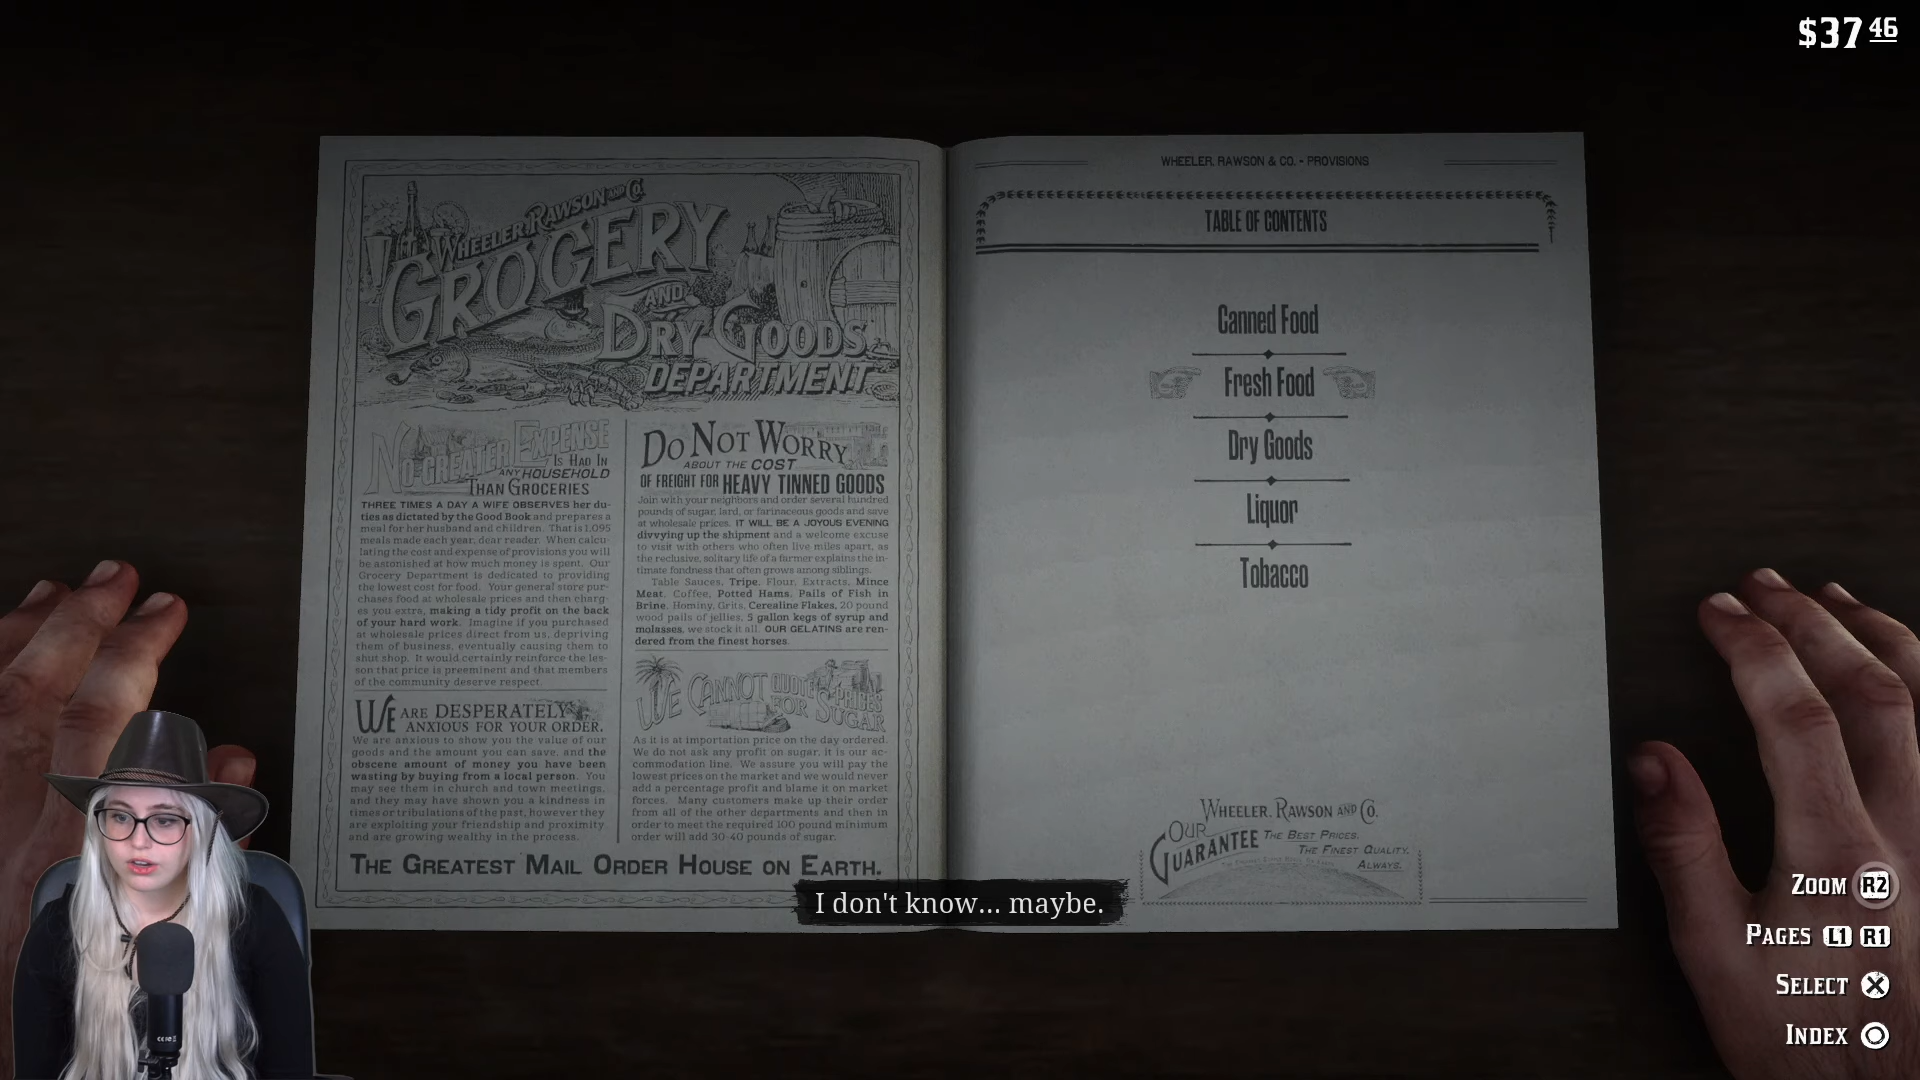 $37 46
WHEELER RAWSON AND CO.
GROCERY
AND
DRY GOODS
DEPARTMENT
NO GREATER EXPENSE
IS HAD IN
ANY HOUSEHOLD
THAN GROCERIES
THREE TIMES A DAY A WIFE OBSERVES her du-
ties as dictated by the Good Book and prepares a
meal for her husband and children. That is 1,095
meals made each year, dear reader. When calcu-
lating the cost and expense of provisions you will
be astonished at how much money is spent. Our
Grocery Department is dedicated to providing
the lowest cost for food. Your general store pur-
chases food at wholesale prices and then charg-
es you extra, making a tidy profit on the back
of your hard work. Imagine if you purchased
at wholesale prices direct from us, depriving
them of business, eventually causing them to
shut shop. It would certainly reinforce the les-
son that price is preeminent and that members
of the community deserve respect.
WE ARE DESPERATELY
ANXIOUS FOR YOUR ORDER.
We are anxious to show you the value of our
goods and the amount you can save, and the
obscene amount of money you have been
wasting by buying from a local person. You
may see them in church and town meetings,
and they may have shown you a kindness in
times or tribulations of the past, however they
are exploiting your friendship and proximity
and are growing wealthy in the process.
DO NOT WORRY
ABOUT THE COST
OF FREIGHT FOR HEAVY TINNED GOODS
Join with your neighbors and order several hundred
pounds of sugar, lard, or farinaceous goods and save
at wholesale prices. IT WILL BE A JOYOUS EVENING
divvying up the shipment and a welcome excuse
to visit with others who often live miles apart, as
the reclusive, solitary life of a farmer explains the in-
timate fondness that often grows among siblings.
Table Sauces, Tripe, Flour, Extracts, Mince
Meat, Coffee, Potted Hams, Pails of Fish in
Brine, Hominy, Grits, Cerealine Flakes, 20 pound
wood pails of jellies, 5 gallon kegs of syrup and
molasses, we stock it all. OUR GELATINS are ren-
dered from the finest horses.
WE CANNOT QUOTE PRICES
FOR SUGAR
As it is at importation price on the day ordered.
We do not ask any profit on sugar, it is our ac-
commodation line. We assure you will pay the
lowest prices on the market and we would never
add a percentage profit and blame it on market
forces. Many customers make up their order
from all of the other departments and then in
order to meet the required 100 pound minimum
order will add 30-40 pounds of sugar.
THE GREATEST MAIL ORDER HOUSE ON EARTH.
WHEELER, RAWSON & CO. - PROVISIONS
TABLE OF CONTENTS
Canned Food
Fresh Food
Dry Goods
Liquor
Tobacco
WHEELER, RAWSON AND CO.
OUR
GUARANTEE
THE BEST PRICES.
THE FINEST QUALITY.
ALWAYS.
I don't know... maybe.
ZOOM R2
PAGES L1 R1
SELECT
INDEX